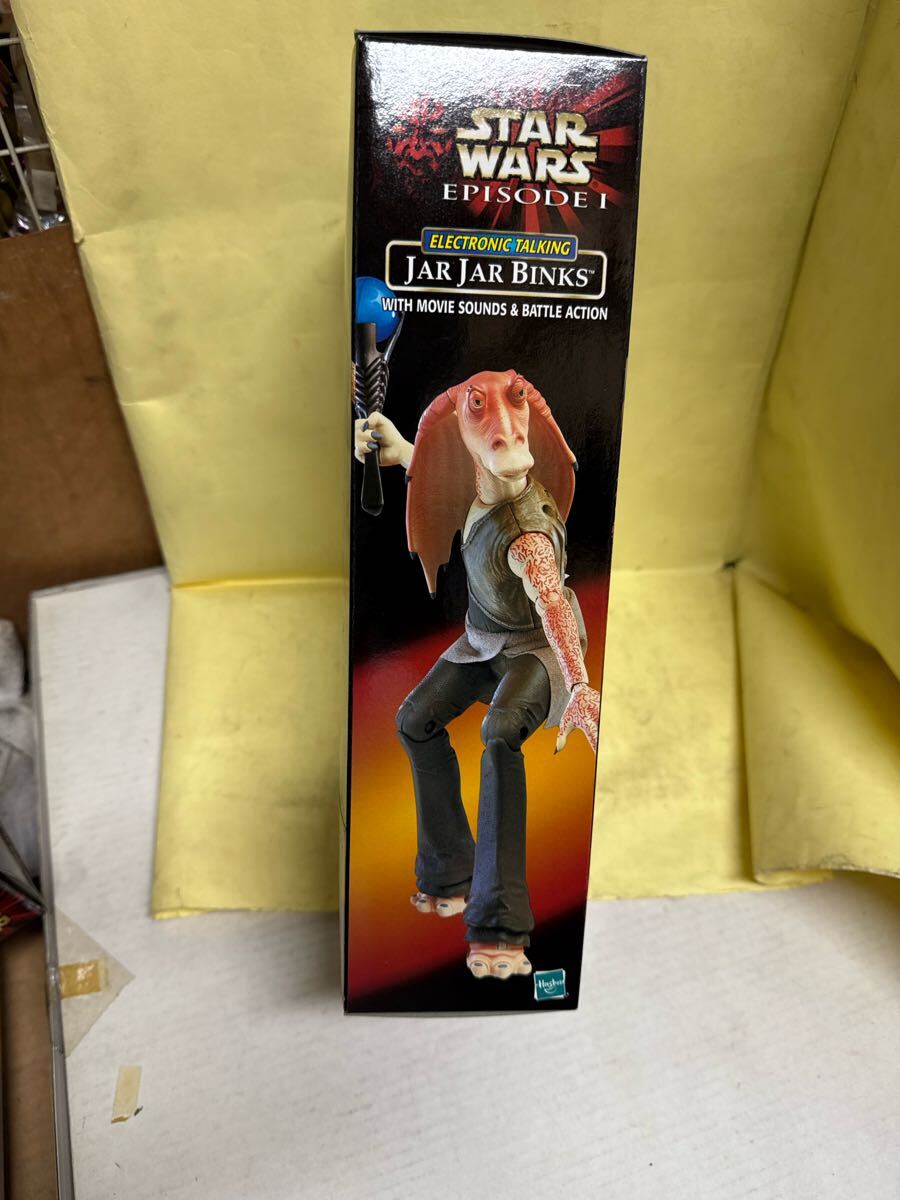 STAR
WARS
EPISODE I
ELECTRONIC TALKING
JAR JAR BINKS™
WITH MOVIE SOUNDS & BATTLE ACTION
Hasbro